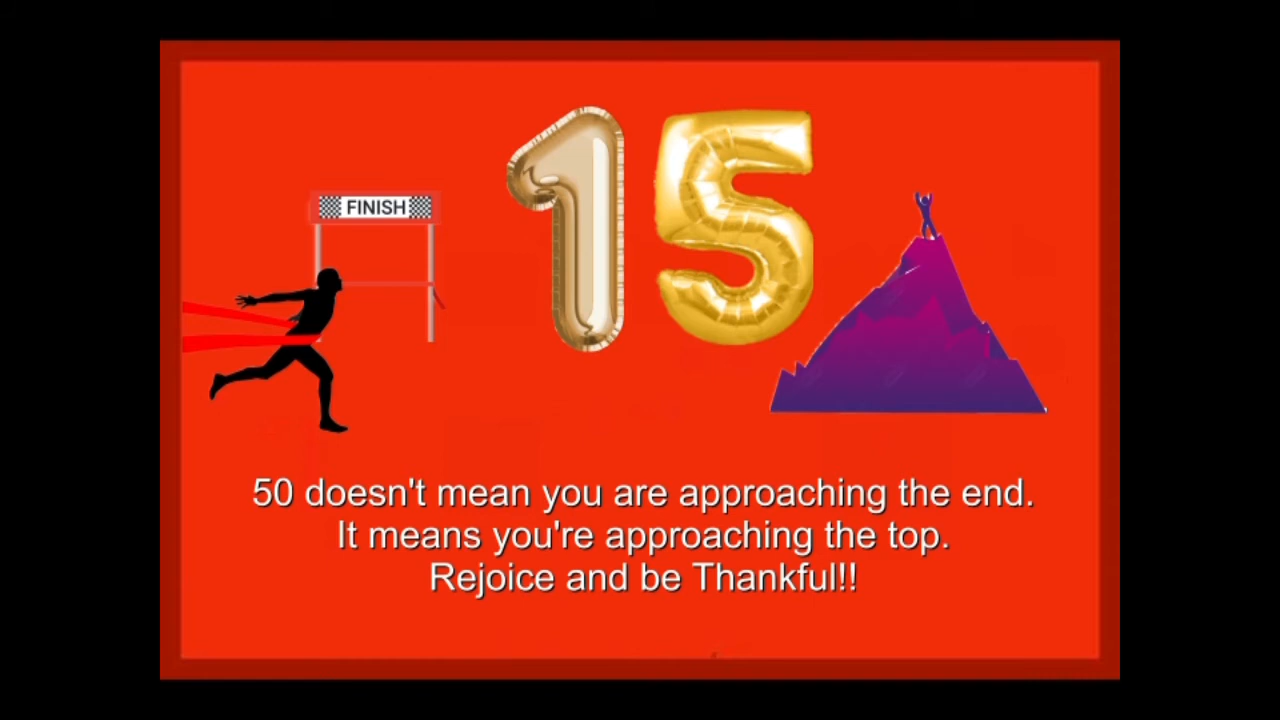 15
FINISH
50 doesn't mean you are approaching the end.
It means you're approaching the top.
Rejoice and be Thankful!!